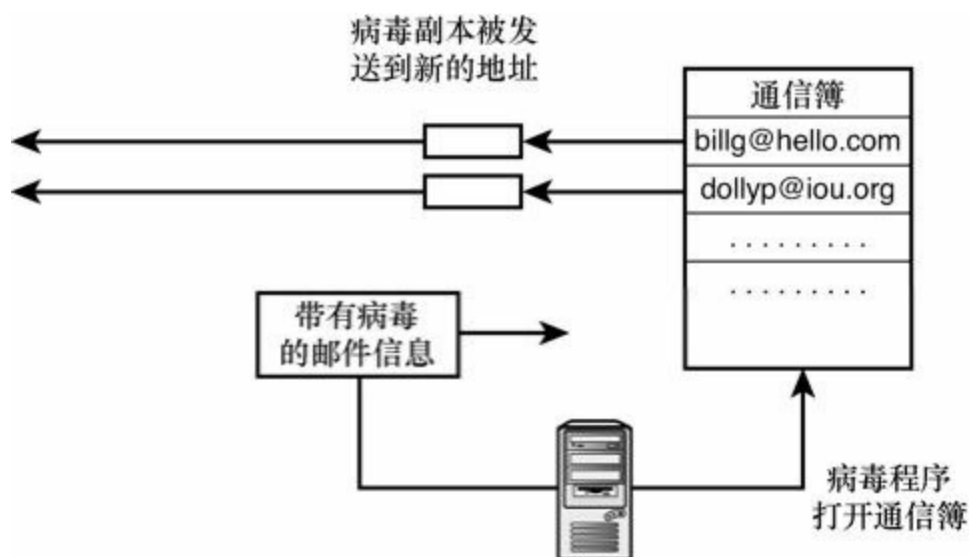 病毒副本被发
送到新的地址
通信簿
billg@hello.com
dollyp@iou.org
. . . . . . . . .
. . . . . . . . .
带有病毒
的邮件信息
病毒程序
打开通信簿